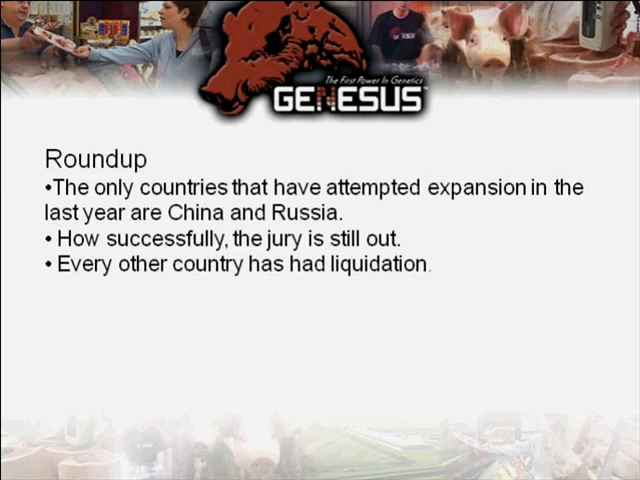 The First Power In Genetics
GENESUS™
Roundup
•The only countries that have attempted expansion in the
last year are China and Russia.
• How successfully, the jury is still out.
• Every other country has had liquidation.